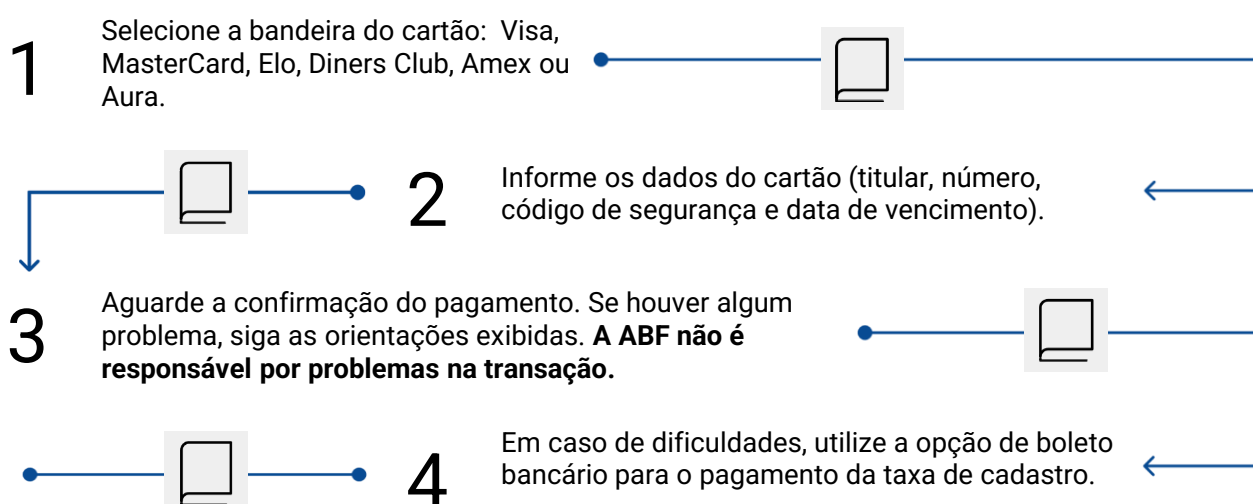 1
Selecione a bandeira do cartão: Visa,
MasterCard, Elo, Diners Club, Amex ou
Aura.
2
Informe os dados do cartão (titular, número,
código de segurança e data de vencimento).
3
Aguarde a confirmação do pagamento. Se houver algum
problema, siga as orientações exibidas. A ABF não é
responsável por problemas na transação.
4
Em caso de dificuldades, utilize a opção de boleto
bancário para o pagamento da taxa de cadastro.